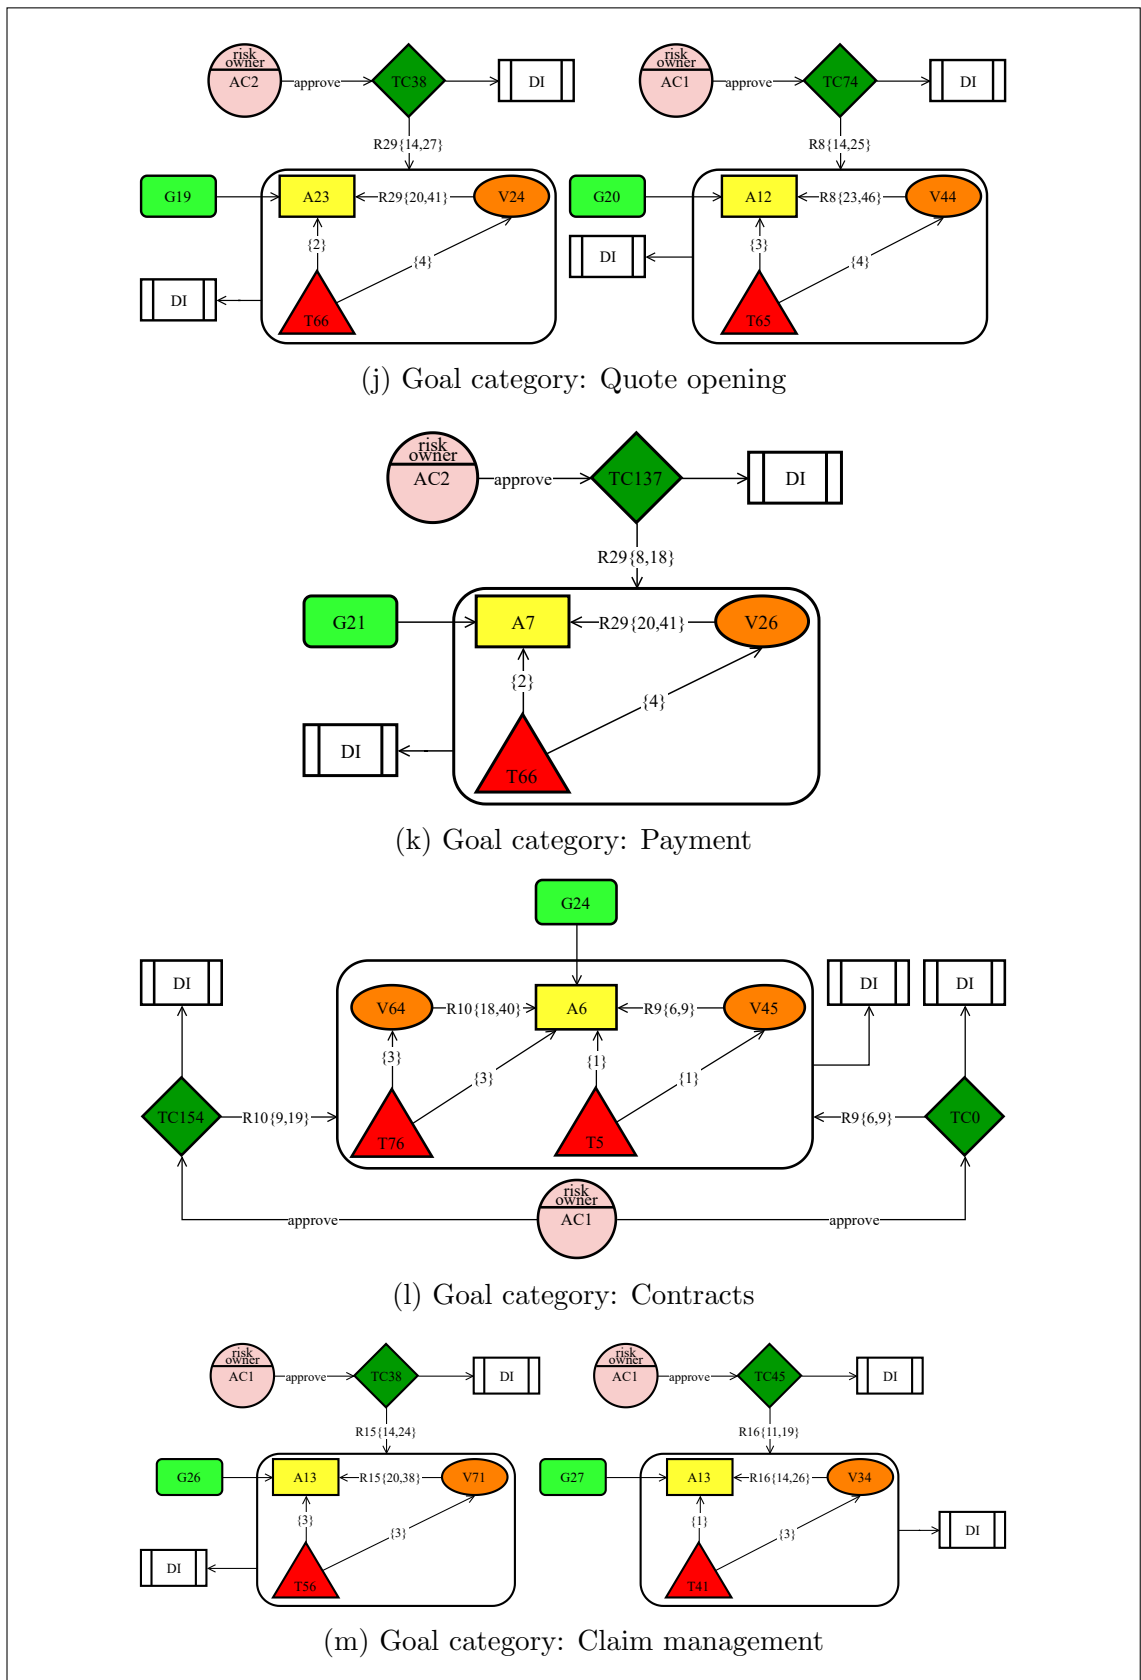 risk owner AC2 approve TC38 DI risk owner AC1 approve TC74 DI
R29{14,27} R8{14,25}
G19 A23 R29{20,41} V24 G20 A12 R8{23,46} V44
{2} {4} DI {3} {4}
DI T66 T65
(j) Goal category: Quote opening
risk owner AC2 approve TC137 DI
R29{8,18}
G21 A7 R29{20,41} V26
{2} {4}
DI T66
(k) Goal category: Payment
G24
DI DI DI
V64 R10{18,40} A6 R9{6,9} V45
{3} {3} {1} {1}
TC154 R10{9,19} T76 T5 R9{6,9} TC0
approve risk owner AC1 approve
(l) Goal category: Contracts
risk owner AC1 approve TC38 DI risk owner AC1 approve TC45 DI
R15{14,24} R16{11,19}
G26 A13 R15{20,38} V71 G27 A13 R16{14,26} V34
{3} {3} {1} {3} DI
DI T56 T41
(m) Goal category: Claim management